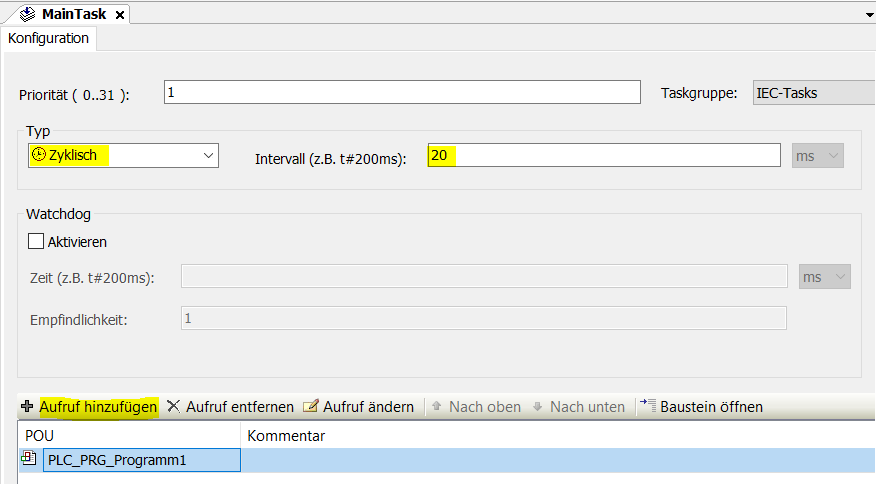 MainTask
Konfiguration
Priorität ( 0..31 ): 1 Taskgruppe: IEC-Tasks
Typ
Zyklisch Intervall (z.B. t#200ms): 20 ms
Watchdog
Aktivieren
Zeit (z.B. t#200ms): ms
Empfindlichkeit: 1
Aufruf hinzufügen Aufruf entfernen Aufruf ändern Nach oben Nach unten Baustein öffnen
POU Kommentar
PLC_PRG_Programm1